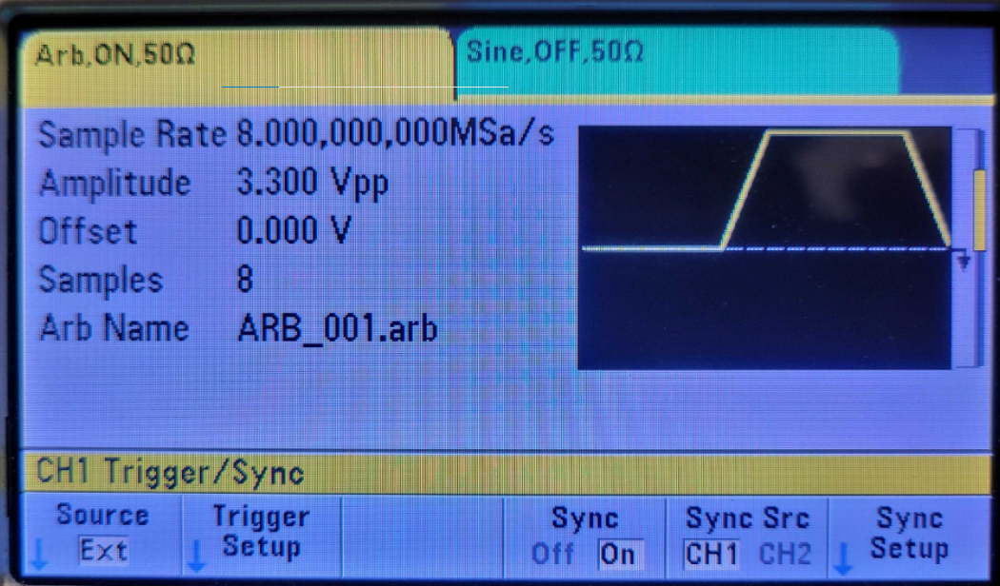 Arb,ON,50Ω
Sine,OFF,50Ω
Sample Rate 8.000,000,000MSa/s
Amplitude 3.300 Vpp
Offset 0.000 V
Samples 8
Arb Name ARB_001.arb
CH1 Trigger/Sync
Source
Ext
Trigger
Setup
Sync
Off On
Sync Src
CH1 CH2
Sync
Setup